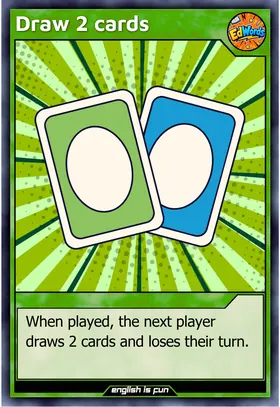 Draw 2 cards
EdWords
When played, the next player
draws 2 cards and loses their turn.
english is fun